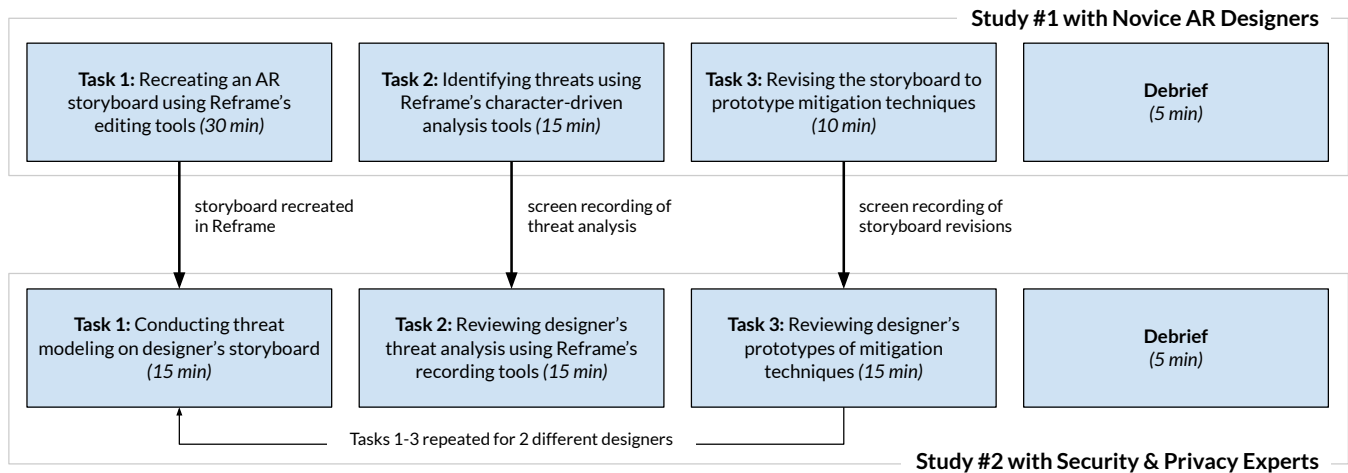 Study #1 with Novice AR Designers
Task 1: Recreating an AR
storyboard using Reframe’s
editing tools (30 min)
Task 2: Identifying threats using
Reframe’s character-driven
analysis tools (15 min)
Task 3: Revising the storyboard to
prototype mitigation techniques
(10 min)
Debrief
(5 min)
storyboard recreated
in Reframe
screen recording of
threat analysis
screen recording of
storyboard revisions
Task 1: Conducting threat
modeling on designer’s storyboard
(15 min)
Task 2: Reviewing designer’s
threat analysis using Reframe’s
recording tools (15 min)
Task 3: Reviewing designer’s
prototypes of mitigation
techniques (15 min)
Debrief
(5 min)
Tasks 1-3 repeated for 2 different designers
Study #2 with Security & Privacy Experts